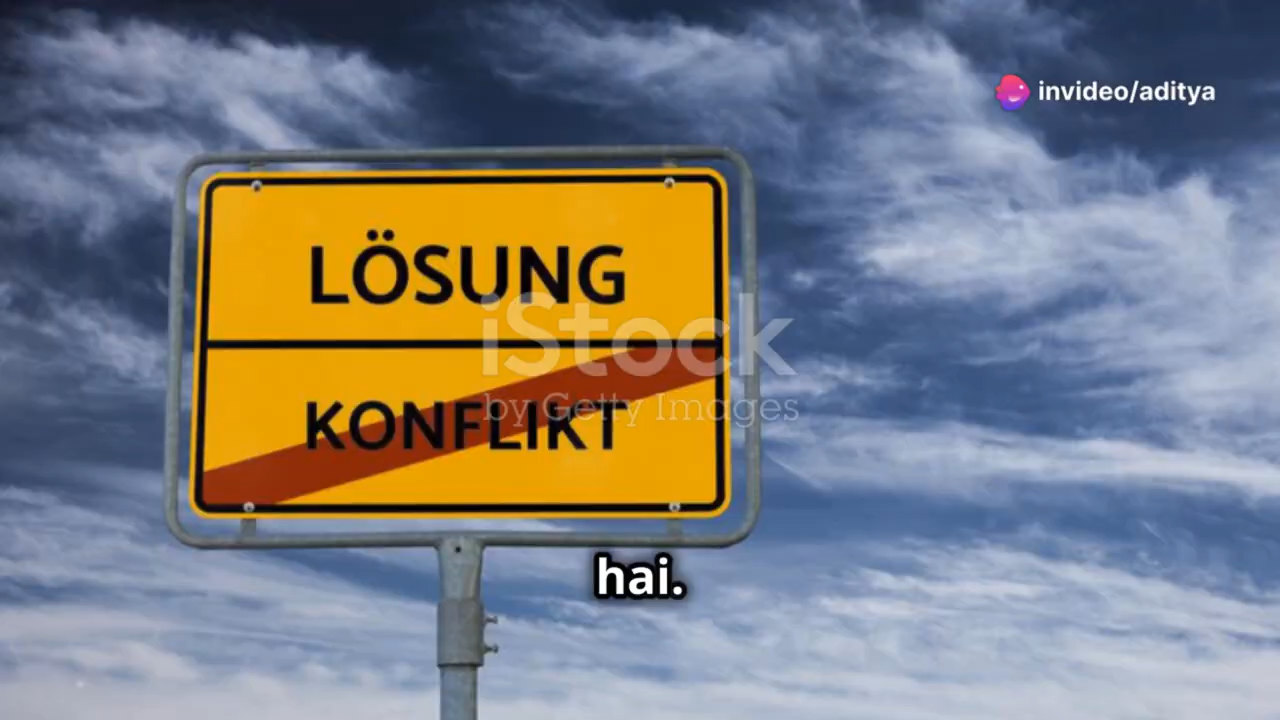 invideo/aditya
LÖSUNG
iStock
KONFLIKT
by Getty Images
hai.